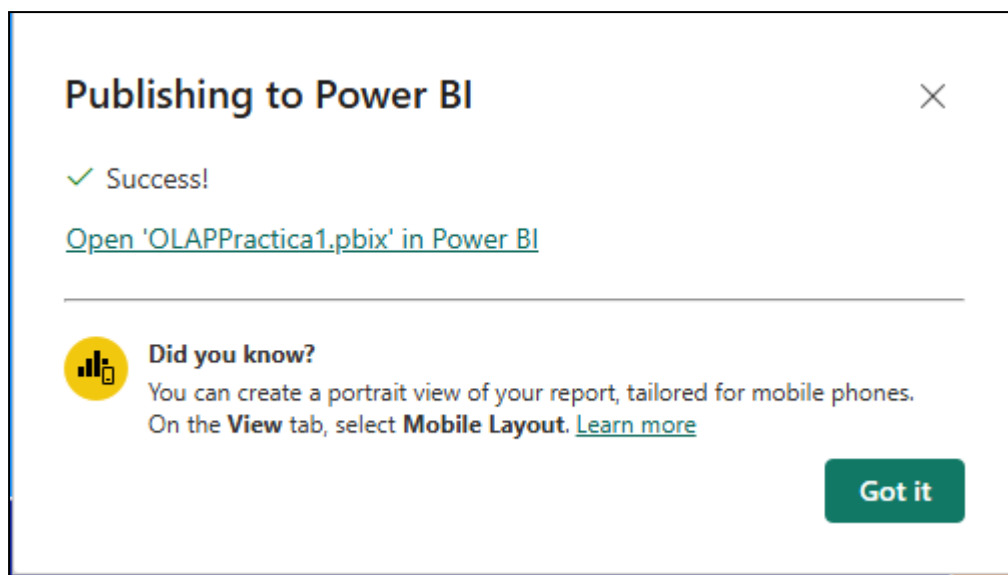 Publishing to Power BI
Success!
Open 'OLAPPractica1.pbix' in Power BI
Did you know?
You can create a portrait view of your report, tailored for mobile phones.
On the View tab, select Mobile Layout. Learn more
Got it